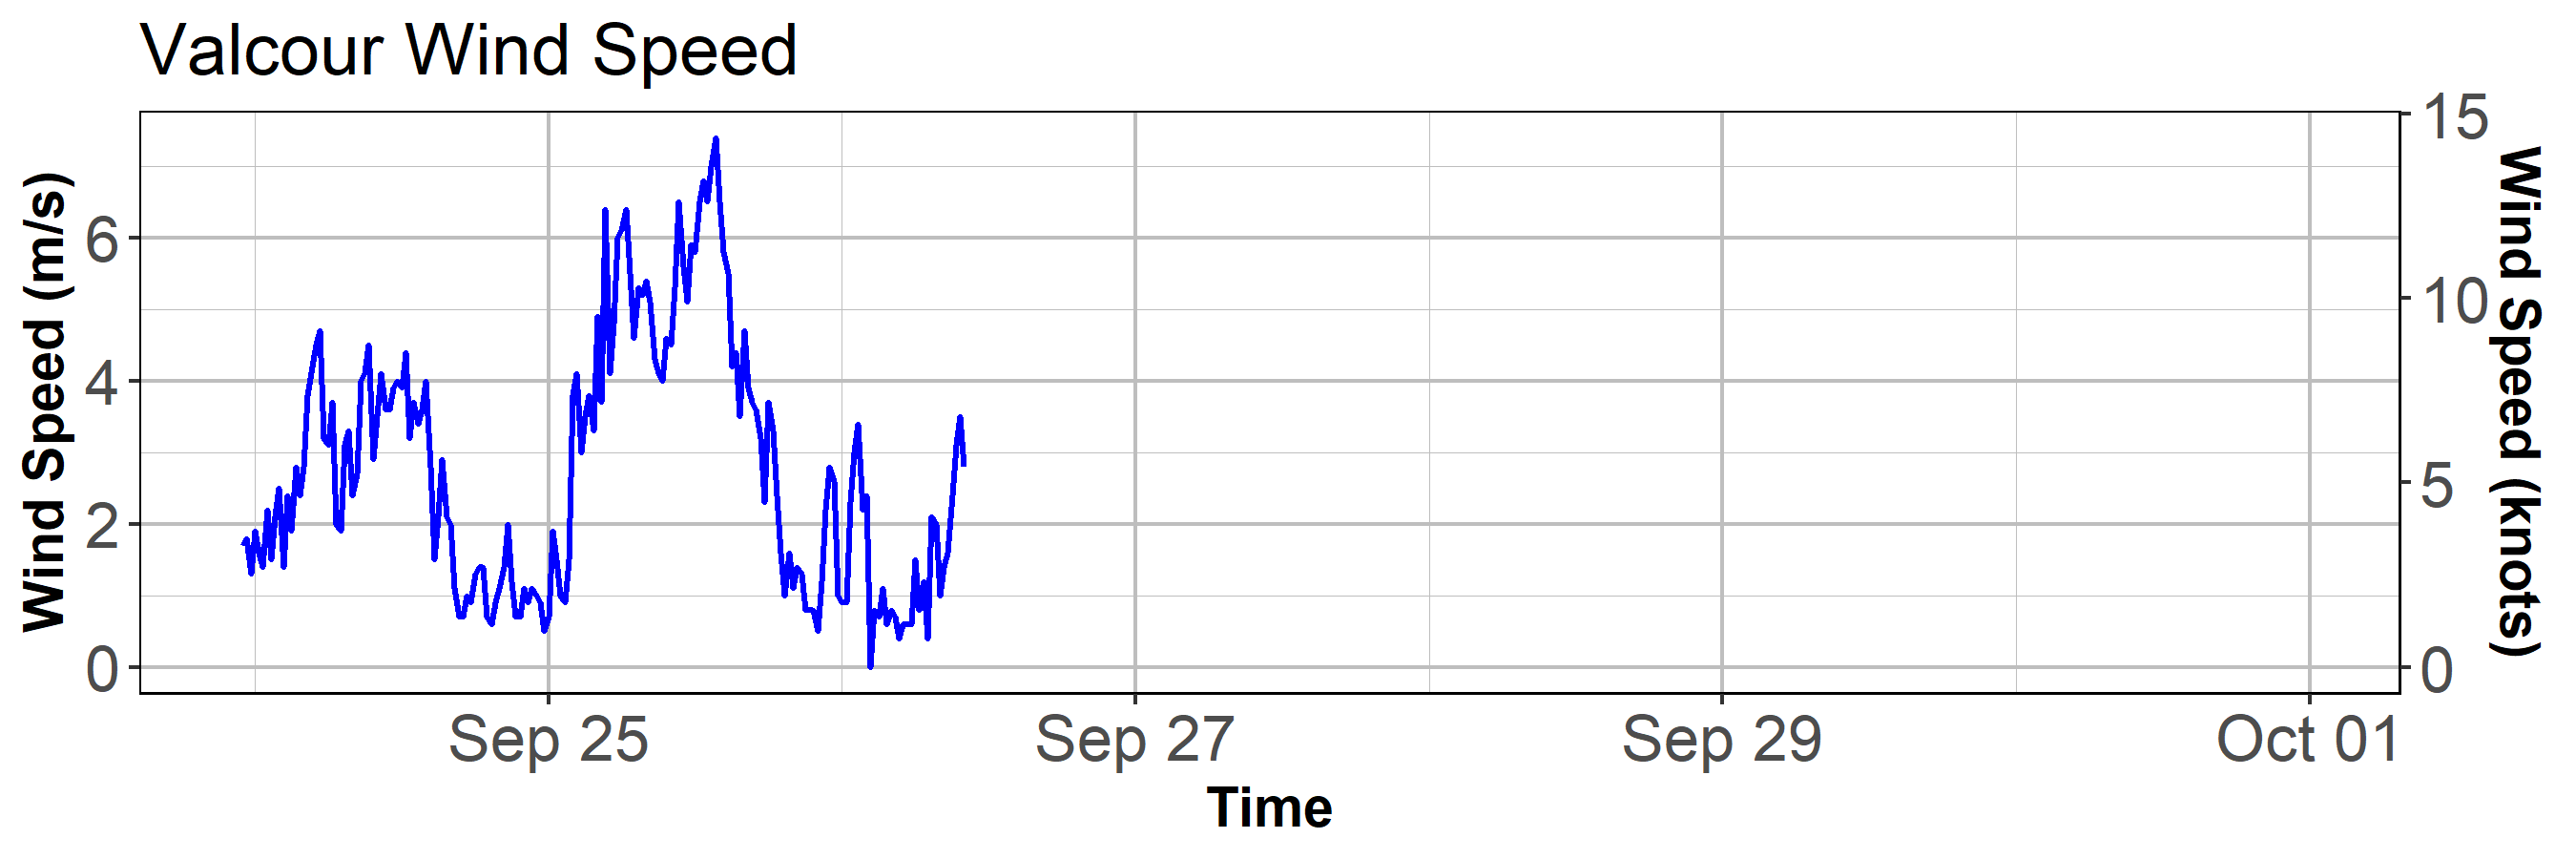 Valcour Wind Speed
Wind Speed (m/s)
6
4
2
0
15
10
5
0
Wind Speed (knots)
Sep 25
Sep 27
Sep 29
Oct 01
Time